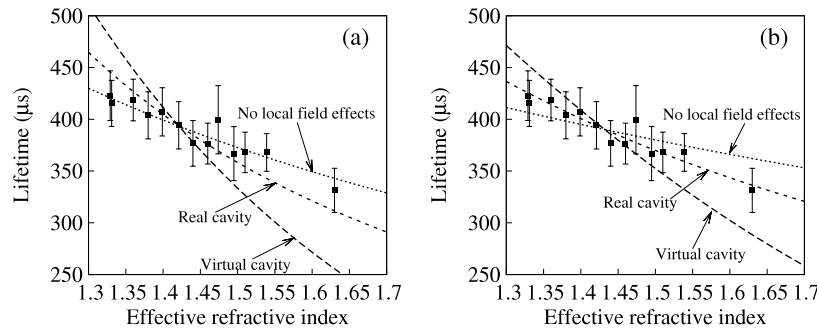 500
450
400
350
300
250
Lifetime (μs)
(a)
No local field effects
Real cavity
Virtual cavity
1.3 1.35 1.4 1.45 1.5 1.55 1.6 1.65 1.7
Effective refractive index
500
450
400
350
300
250
Lifetime (μs)
(b)
No local field effects
Real cavity
Virtual cavity
1.3 1.35 1.4 1.45 1.5 1.55 1.6 1.65 1.7
Effective refractive index